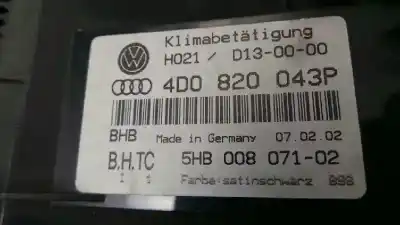 Klimabetätigung
H021 / D13-00-00
4D0 820 043P
BHB Made in Germany 07.02.02
B.H.TC 5HB 008 071-02
Farbe:satinschwarz B98